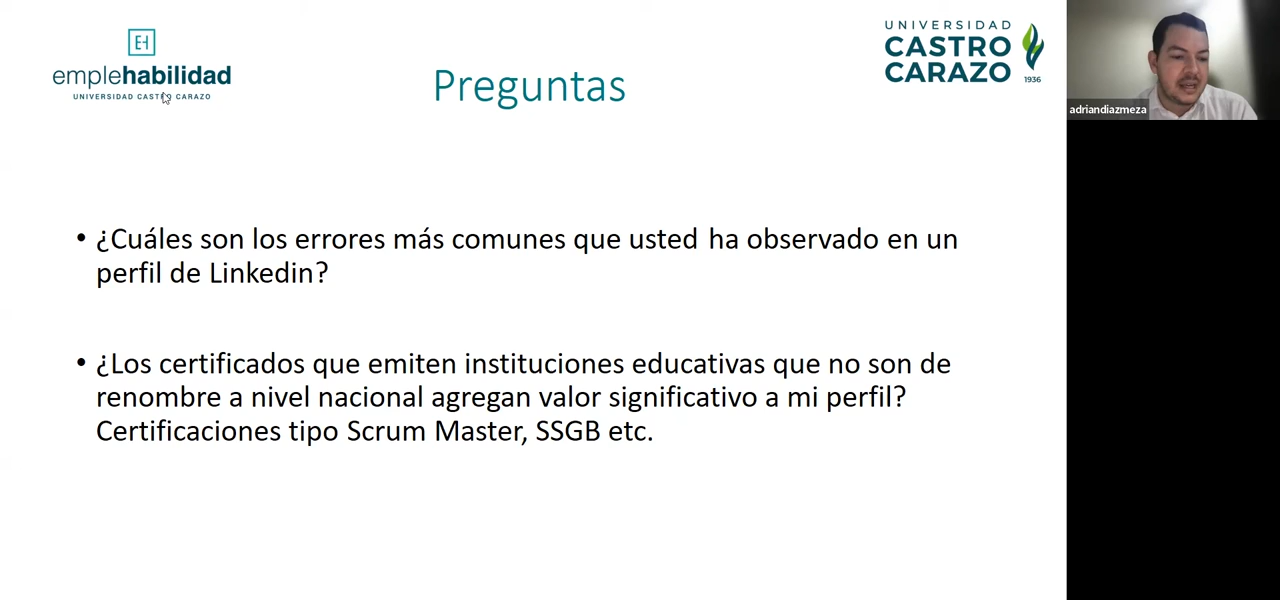 EH
emplehabilidad
UNIVERSIDAD CASTRO CARAZO
Preguntas
UNIVERSIDAD
CASTRO
CARAZO
1936
adriandiazmeza
• ¿Cuáles son los errores más comunes que usted ha observado en un
perfil de Linkedin?
• ¿Los certificados que emiten instituciones educativas que no son de
renombre a nivel nacional agregan valor significativo a mi perfil?
Certificaciones tipo Scrum Master, SSGB etc.